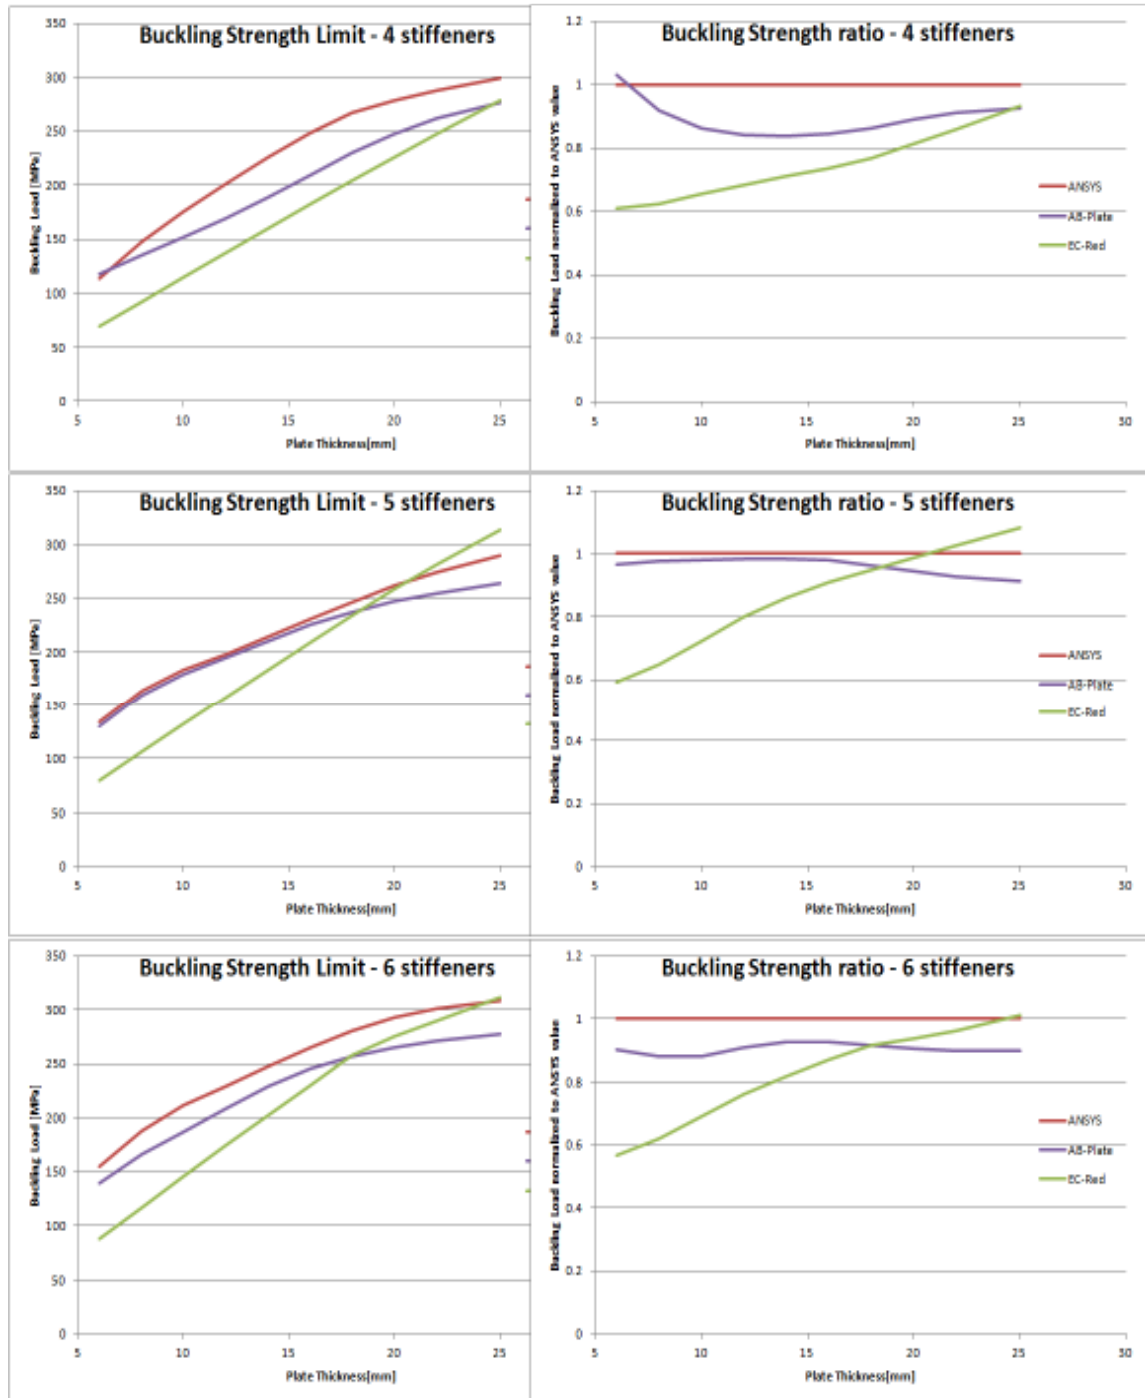 Buckling Strength Limit - 4 stiffeners
350
300
250
200
150
100
50
0
5 10 15 20 25
Buckling Load [MPa]
Plate Thickness[mm]
Buckling Strength ratio - 4 stiffeners
1.2
1
0.8
0.6
0.4
0.2
0
5 10 15 20 25 30
Buckling Load normalized to ANSYS value
Plate Thickness[mm]
ANSYS
AB-Plate
EC-Red
Buckling Strength Limit - 5 stiffeners
350
300
250
200
150
100
50
0
5 10 15 20 25
Buckling Load [MPa]
Plate Thickness[mm]
Buckling Strength ratio - 5 stiffeners
1.2
1
0.8
0.6
0.4
0.2
0
5 10 15 20 25 30
Buckling Load normalized to ANSYS value
Plate Thickness[mm]
ANSYS
AB-Plate
EC-Red
Buckling Strength Limit - 6 stiffeners
350
300
250
200
150
100
50
0
5 10 15 20 25
Buckling Load [MPa]
Plate Thickness[mm]
Buckling Strength ratio - 6 stiffeners
1.2
1
0.8
0.6
0.4
0.2
0
5 10 15 20 25 30
Buckling Load normalized to ANSYS value
Plate Thickness[mm]
ANSYS
AB-Plate
EC-Red